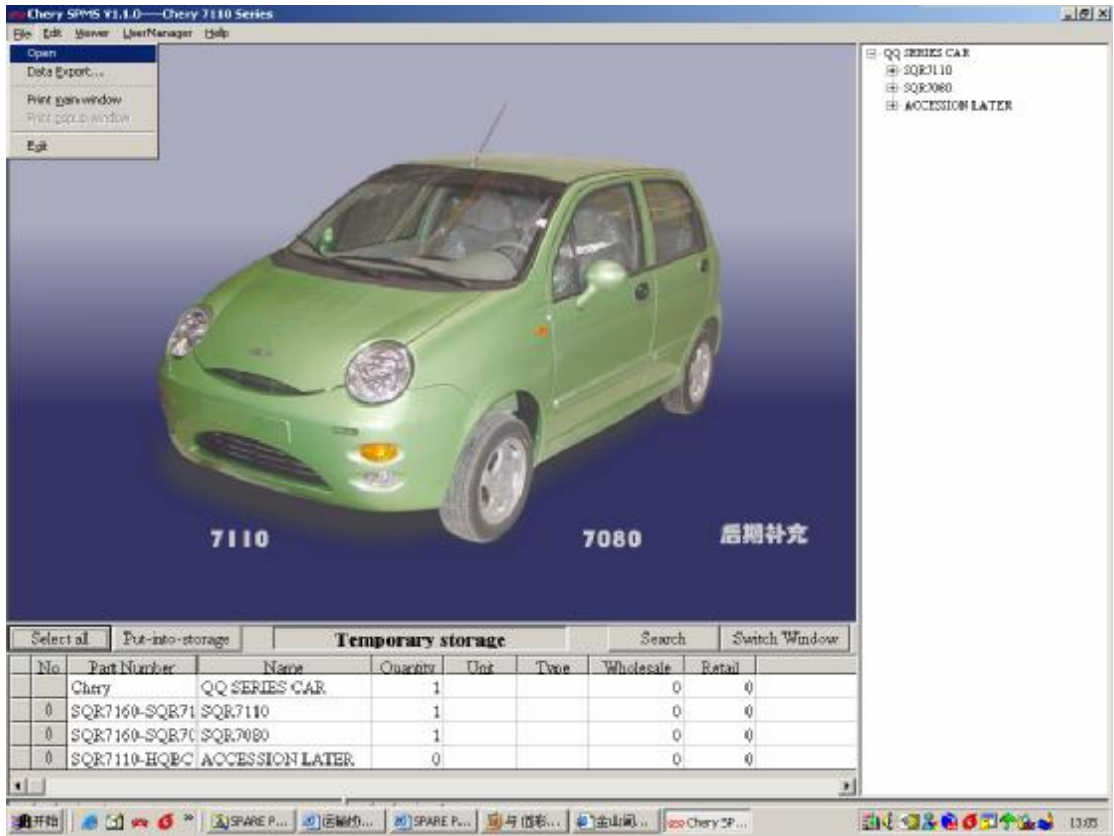 Chery SPMS V1.1.0----Chery 7110 Series
File Edit Viewer UserManager Help
Open
Data Export...
Print main window
Print popup window
Exit
QQ SERIES CAR
SQR7110
SQR7080
ACCESSION LATER
7110 7080 后期补充
Select all Put-into-storage Temporary storage Search Switch Window
No Part Number Name Quantity Unit Type Wholesale Retail
Chery QQ SERIES CAR 1 0 0
0 SQR7160-SQR71 SQR7110 1 0 0
0 SQR7160-SQR70 SQR7080 1 0 0
0 SQR7110-HQBC ACCESSION LATER 0 0 0
开始 » SPARE P... SPARE P... Chery SP... 13:05